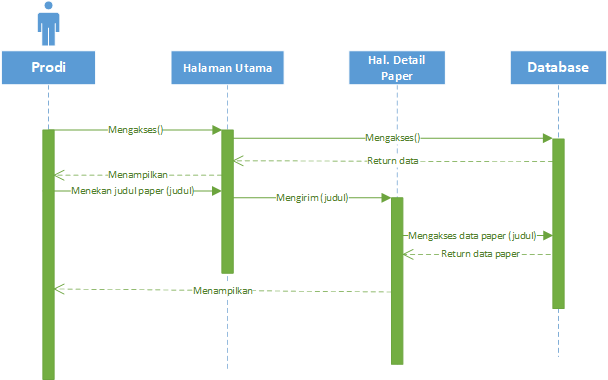 Prodi
Halaman Utama
Hal. Detail
Paper
Database
Mengakses()
Mengakses()
Return data
Menampilkan
Menekan judul paper (judul)
Mengirim (judul)
Mengakses data paper (judul)
Return data paper
Menampilkan